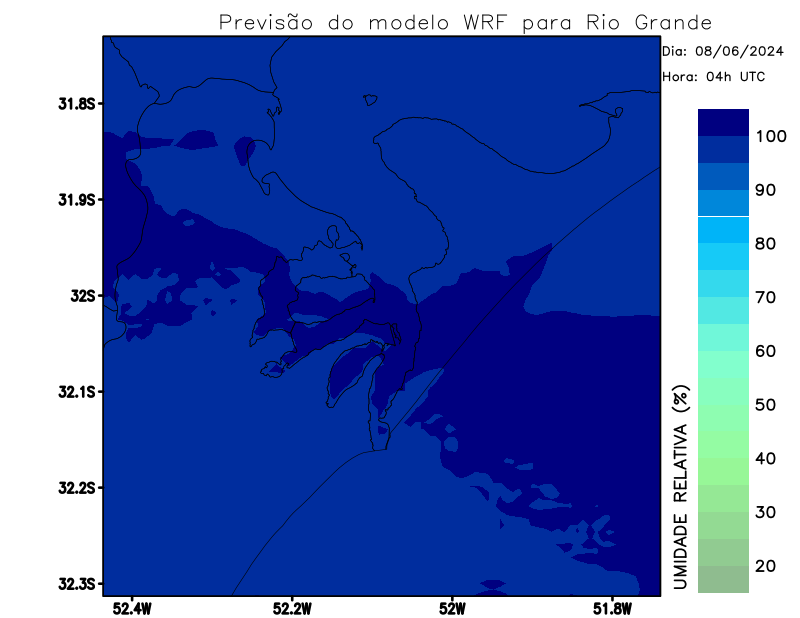 Previsão do modelo WRF para Rio Grande
Dia: 08/06/2024
Hora: 04h UTC
31.8S
31.9S
32S
32.1S
32.2S
32.3S
52.4W
52.2W
52W
51.8W
100
90
80
70
60
50
40
30
20
UMIDADE RELATIVA (%)